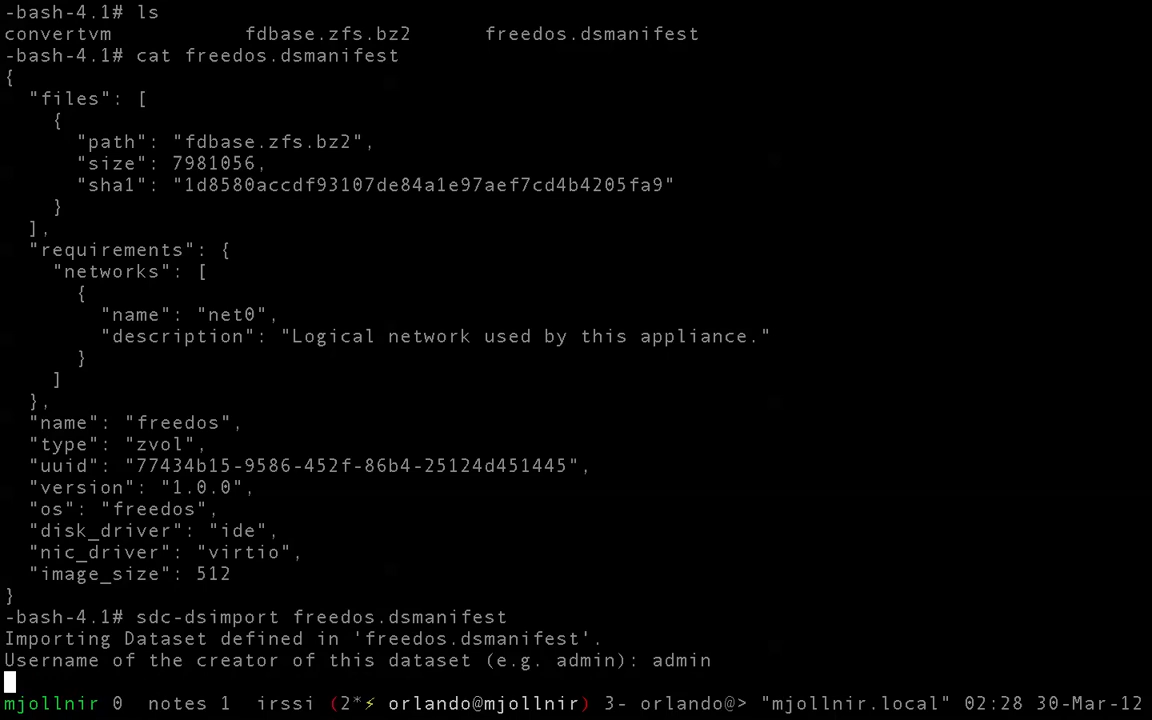 -bash-4.1# ls
convertvm           fdbase.zfs.bz2      freedos.dsmanifest
-bash-4.1# cat freedos.dsmanifest
{
  "files": [
    {
      "path": "fdbase.zfs.bz2",
      "size": 7981056,
      "sha1": "1d8580accdf93107de84a1e97aef7cd4b4205fa9"
    }
  ],
  "requirements": {
    "networks": [
      {
        "name": "net0",
        "description": "Logical network used by this appliance."
      }
    ]
  },
  "name": "freedos",
  "type": "zvol",
  "uuid": "77434b15-9586-452f-86b4-25124d451445",
  "version": "1.0.0",
  "os": "freedos",
  "disk_driver": "ide",
  "nic_driver": "virtio",
  "image_size": 512
}
-bash-4.1# sdc-dsimport freedos.dsmanifest
Importing Dataset defined in 'freedos.dsmanifest'.
Username of the creator of this dataset (e.g. admin): admin
mjollnir 0  notes 1  irssi (2*⚡ orlando@mjollnir) 3- orlando@> "mjollnir.local" 02:28 30-Mar-12